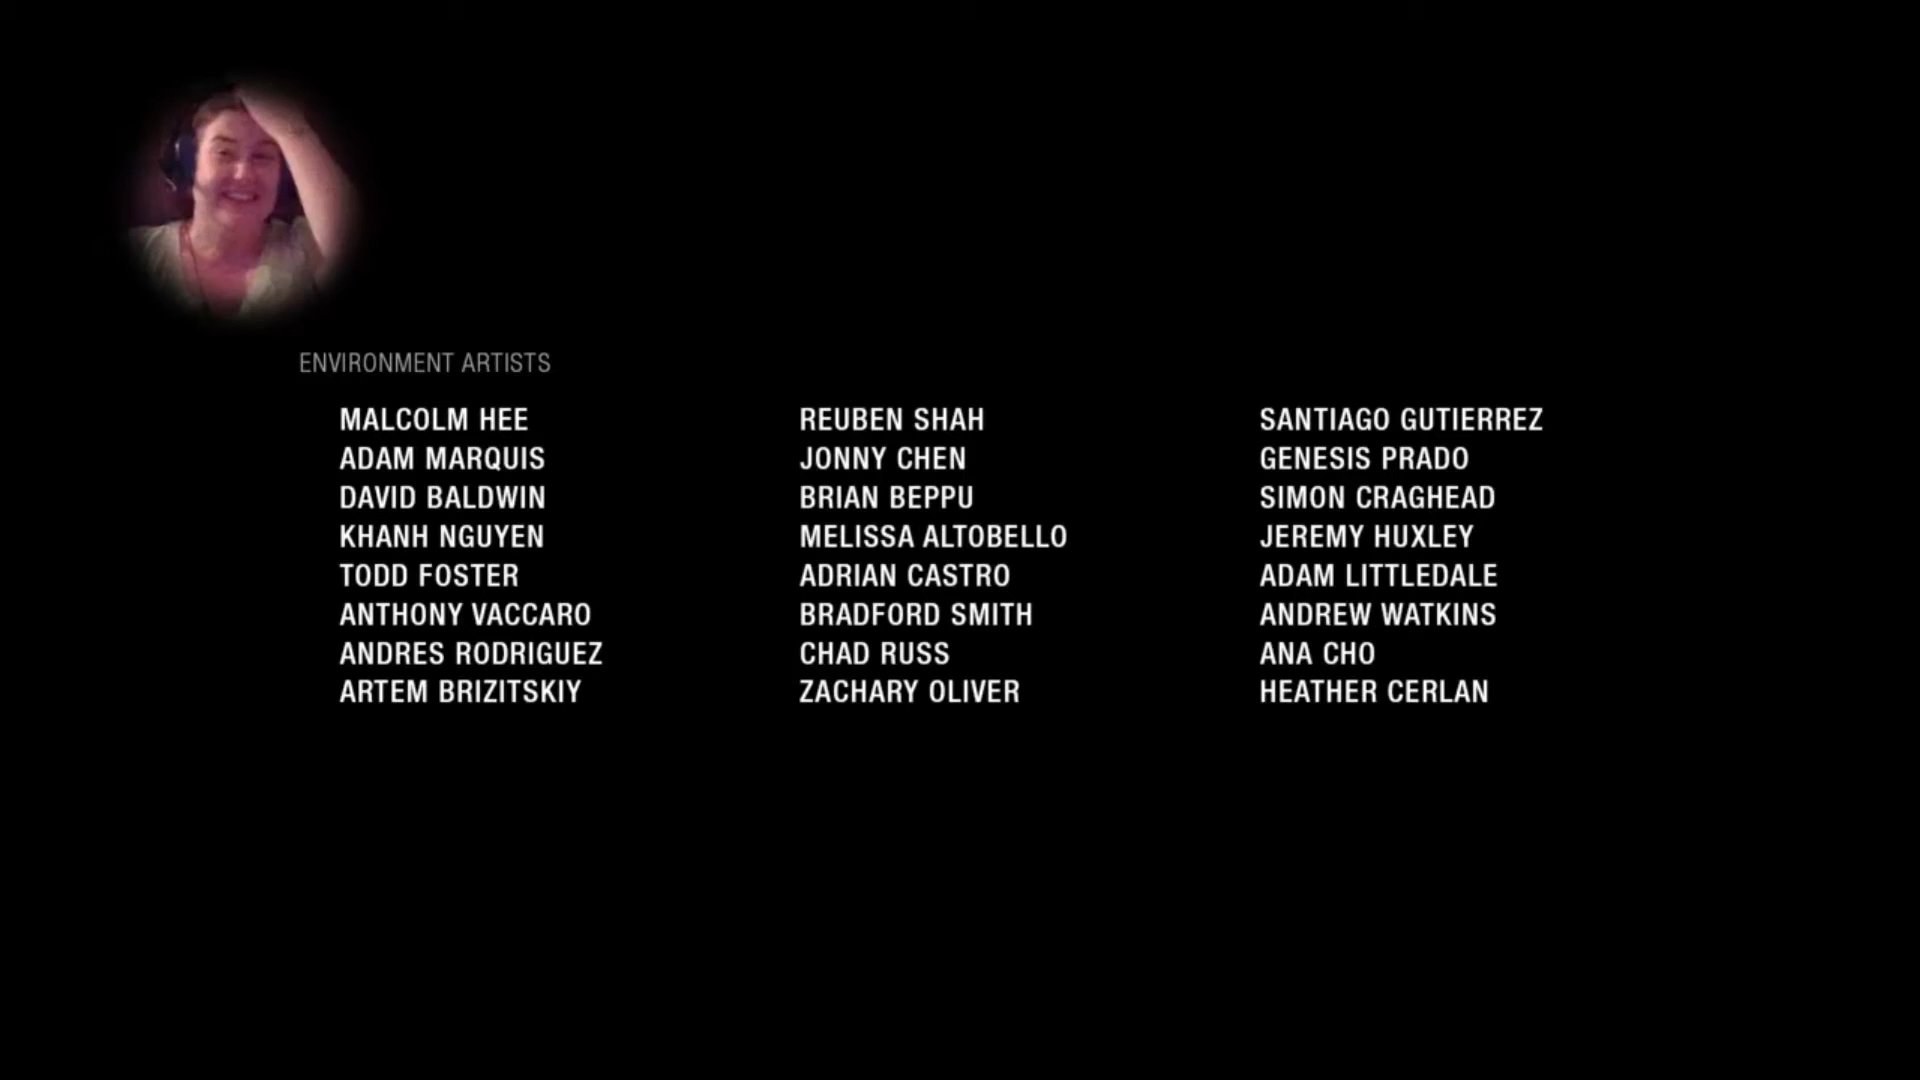 ENVIRONMENT ARTISTS
MALCOLM HEE
ADAM MARQUIS
DAVID BALDWIN
KHANH NGUYEN
TODD FOSTER
ANTHONY VACCARO
ANDRES RODRIGUEZ
ARTEM BRIZITSKIY
REUBEN SHAH
JONNY CHEN
BRIAN BEPPU
MELISSA ALTOBELLO
ADRIAN CASTRO
BRADFORD SMITH
CHAD RUSS
ZACHARY OLIVER
SANTIAGO GUTIERREZ
GENESIS PRADO
SIMON CRAGHEAD
JEREMY HUXLEY
ADAM LITTLEDALE
ANDREW WATKINS
ANA CHO
HEATHER CERLAN